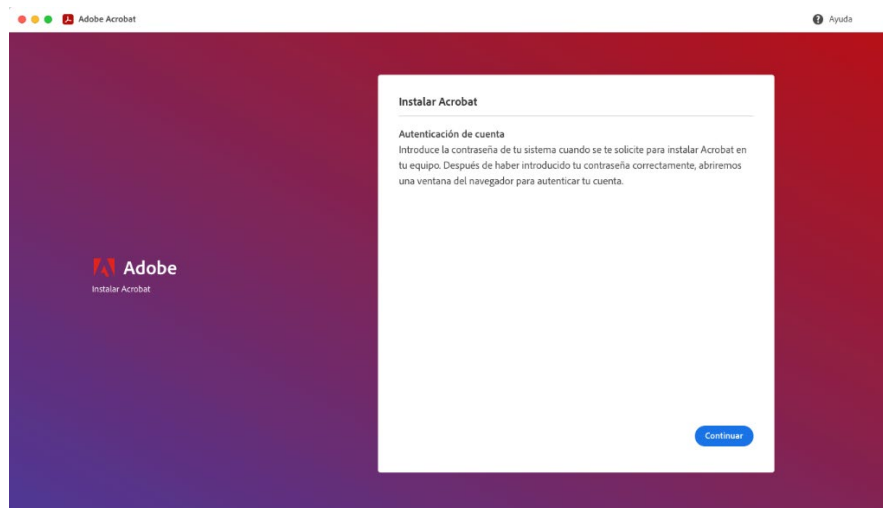 Adobe Acrobat
Ayuda
Instalar Acrobat
Autenticación de cuenta
Introduce la contraseña de tu sistema cuando se te solicite para instalar Acrobat en
tu equipo. Después de haber introducido tu contraseña correctamente, abriremos
una ventana del navegador para autenticar tu cuenta.
Adobe
Instalar Acrobat
Continuar